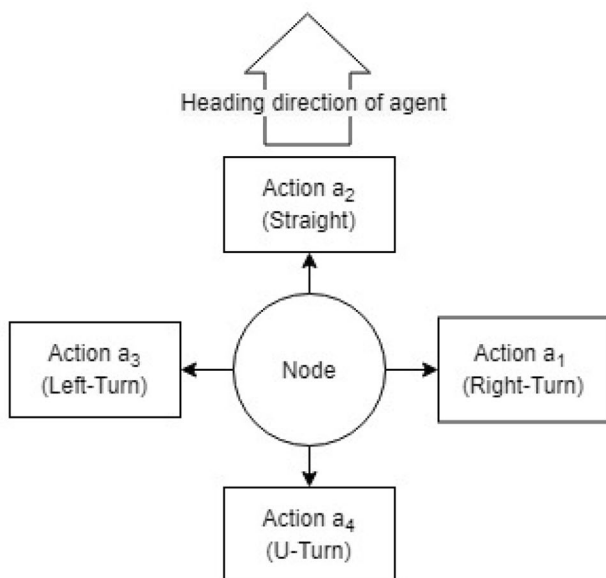 Heading direction of agent
Action a₂
(Straight)
Action a₃
(Left-Turn)
Node
Action a₁
(Right-Turn)
Action a₄
(U-Turn)